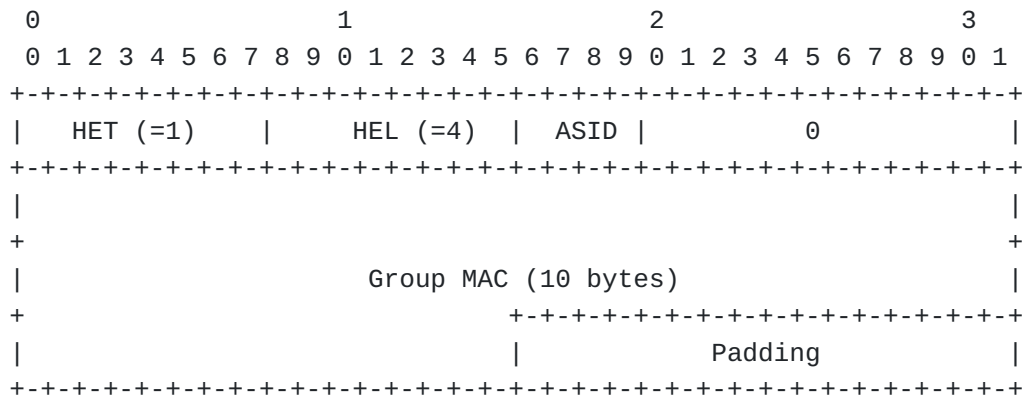 0                   1                   2                   3
 0 1 2 3 4 5 6 7 8 9 0 1 2 3 4 5 6 7 8 9 0 1 2 3 4 5 6 7 8 9 0 1
+-+-+-+-+-+-+-+-+-+-+-+-+-+-+-+-+-+-+-+-+-+-+-+-+-+-+-+-+-+-+-+-+
|   HET (=1)    |     HEL (=4)  |  ASID |          0            |
+-+-+-+-+-+-+-+-+-+-+-+-+-+-+-+-+-+-+-+-+-+-+-+-+-+-+-+-+-+-+-+-+
|                                                               |
+                                                               +
|                      Group MAC (10 bytes)                     |
+                               +-+-+-+-+-+-+-+-+-+-+-+-+-+-+-+-+
|                               |            Padding            |
+-+-+-+-+-+-+-+-+-+-+-+-+-+-+-+-+-+-+-+-+-+-+-+-+-+-+-+-+-+-+-+-+